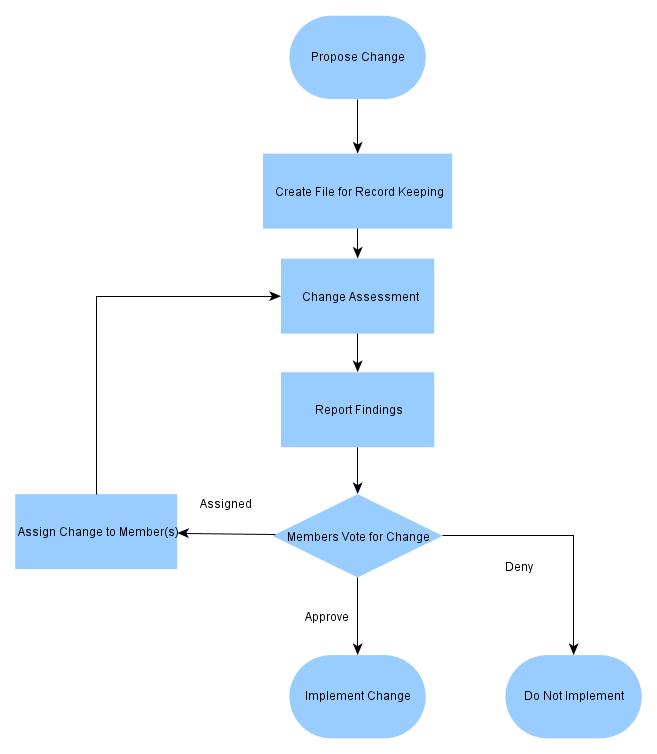 Propose Change
Create File for Record Keeping
Change Assessment
Report Findings
Assigned
Assign Change to Member(s)
Members Vote for Change
Deny
Approve
Implement Change
Do Not Implement